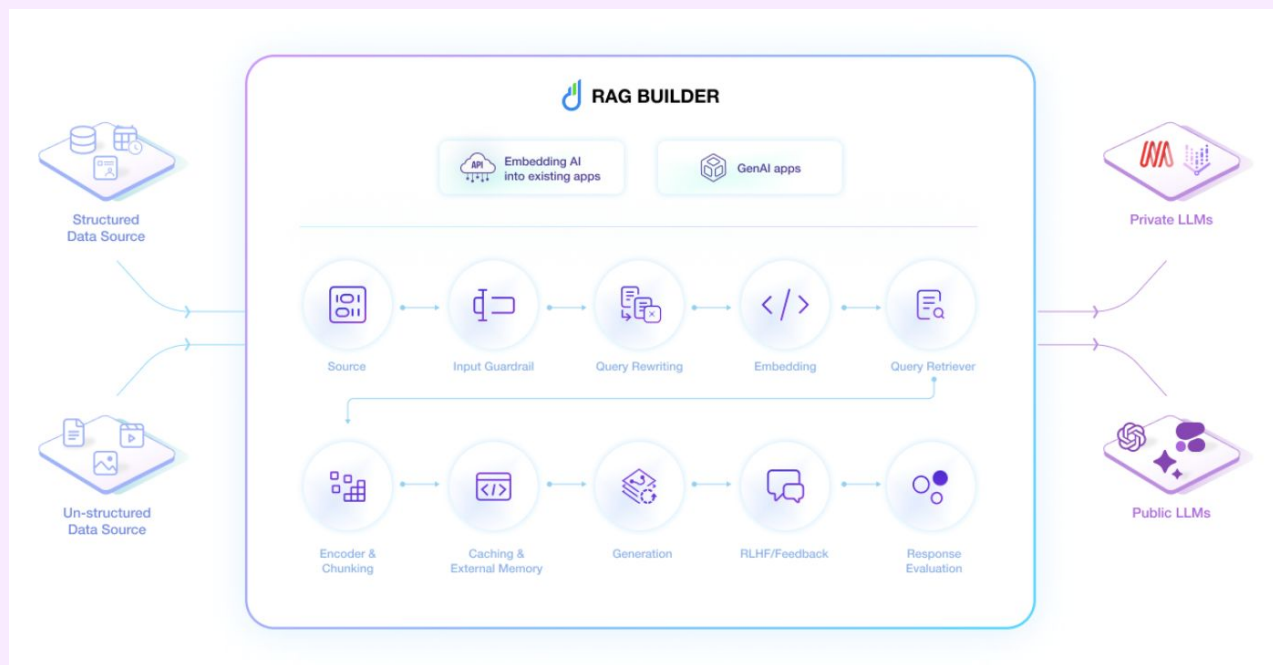 RAG BUILDER
API
Embedding AI
into existing apps
GenAI apps
Structured
Data Source
Private LLMs
Source
Input Guardrail
Query Rewriting
Embedding
Query Retriever
Un-structured
Data Source
Public LLMs
Encoder &
Chunking
Caching &
External Memory
Generation
RLHF/Feedback
Response
Evaluation